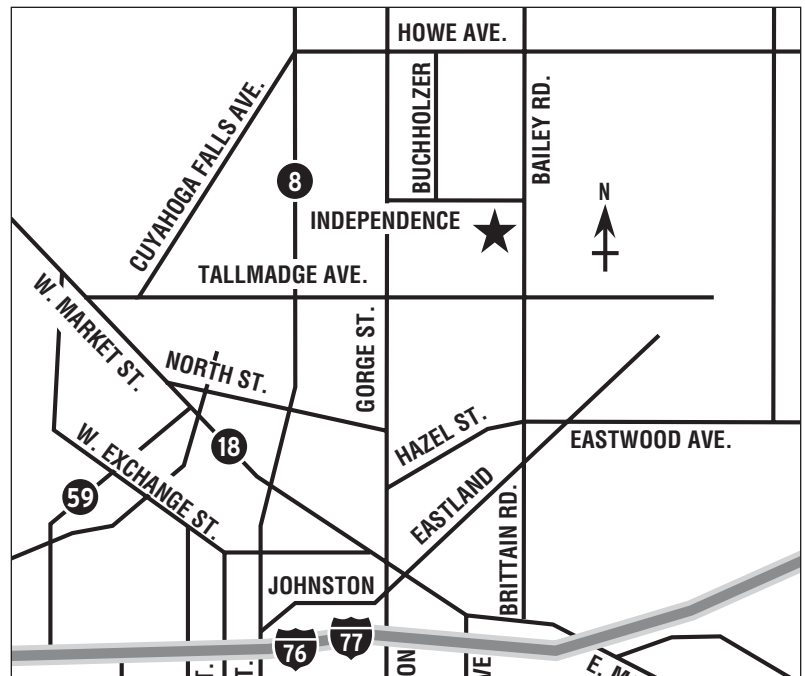 HOWE AVE.
BUCHHOLZER
BAILEY RD.
CUYAHOGA FALLS AVE.
8
N
INDEPENDENCE
TALLMADGE AVE.
W. MARKET ST.
NORTH ST.
GORGE ST.
HAZEL ST.
EASTWOOD AVE.
18
W. EXCHANGE ST.
59
EASTLAND
BRITTAIN RD.
JOHNSTON
76
77